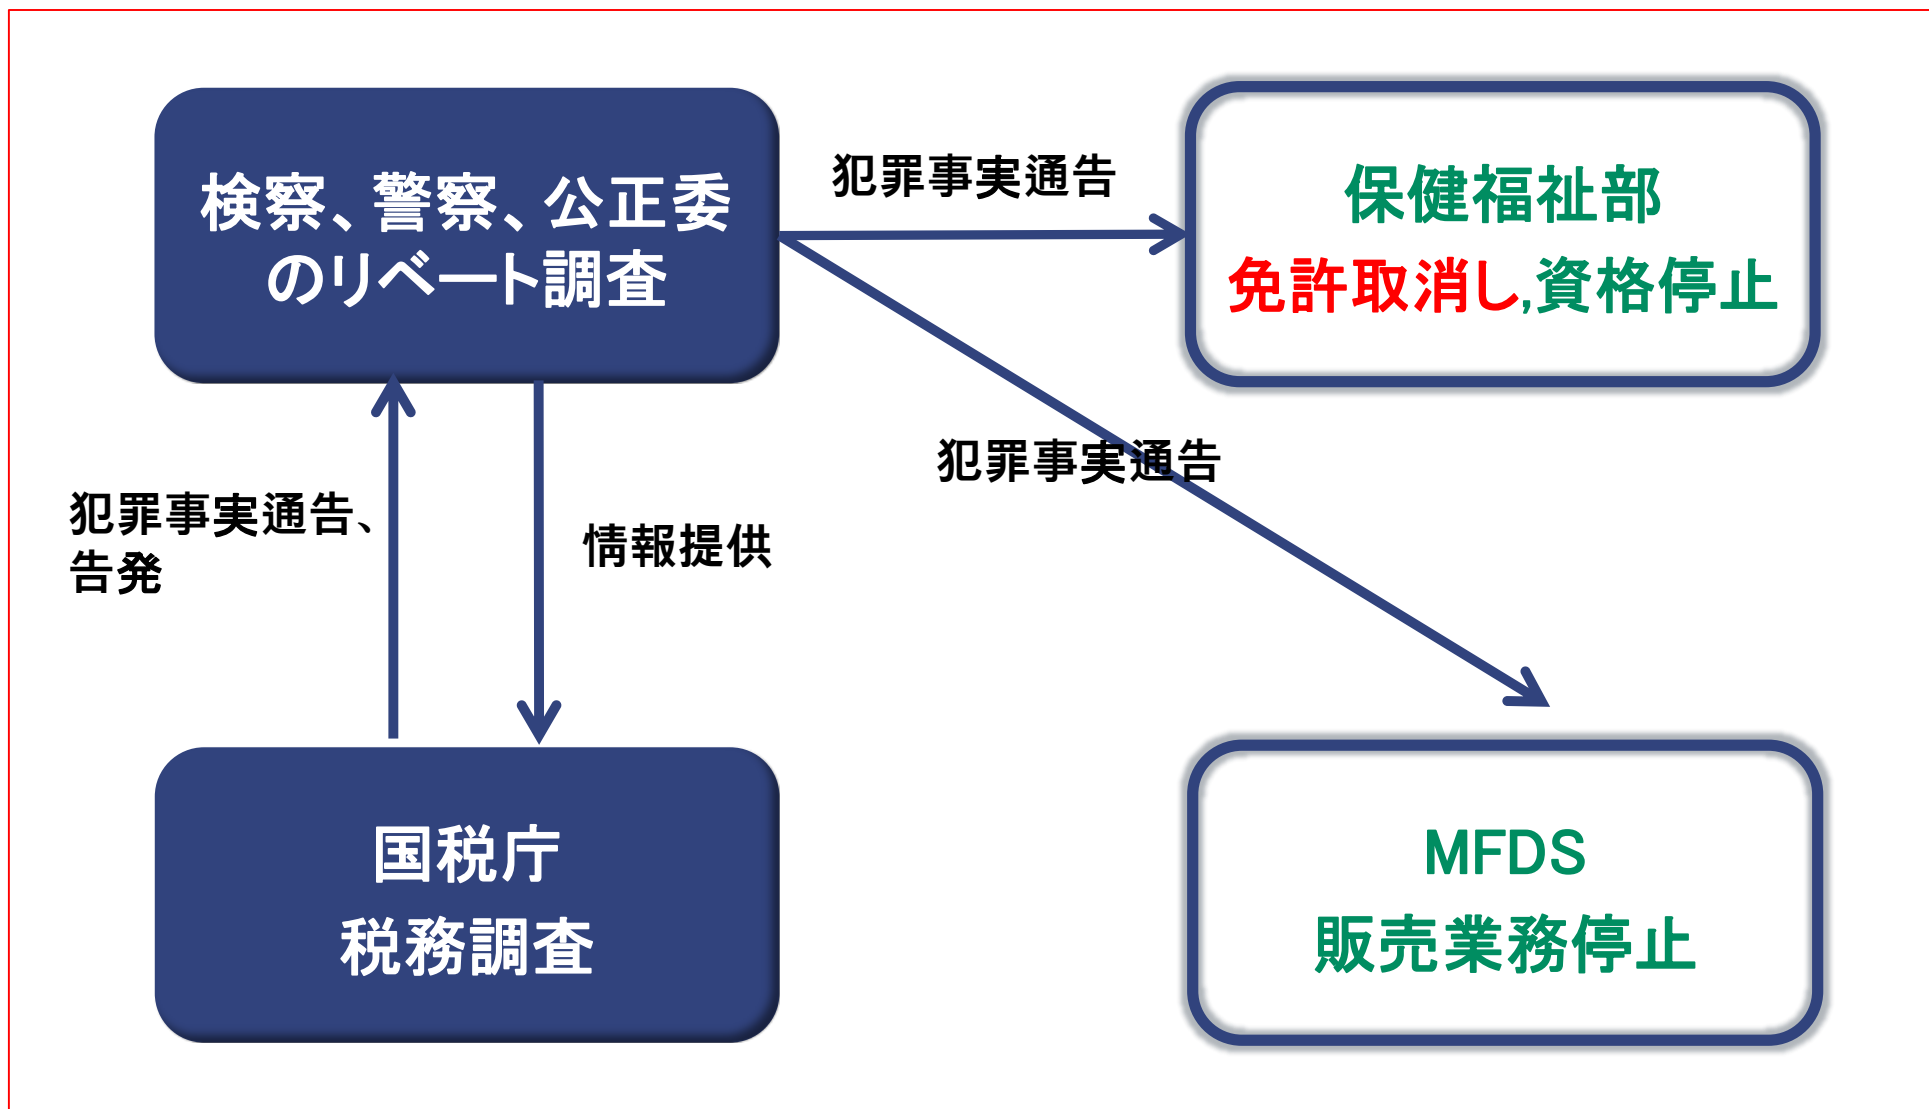 検察、警察、公正委
のリベート調査
犯罪事実通告
保健福祉部
免許取消し,資格停止
犯罪事実通告
犯罪事実通告、
告発
情報提供
国税庁
税務調査
MFDS
販売業務停止